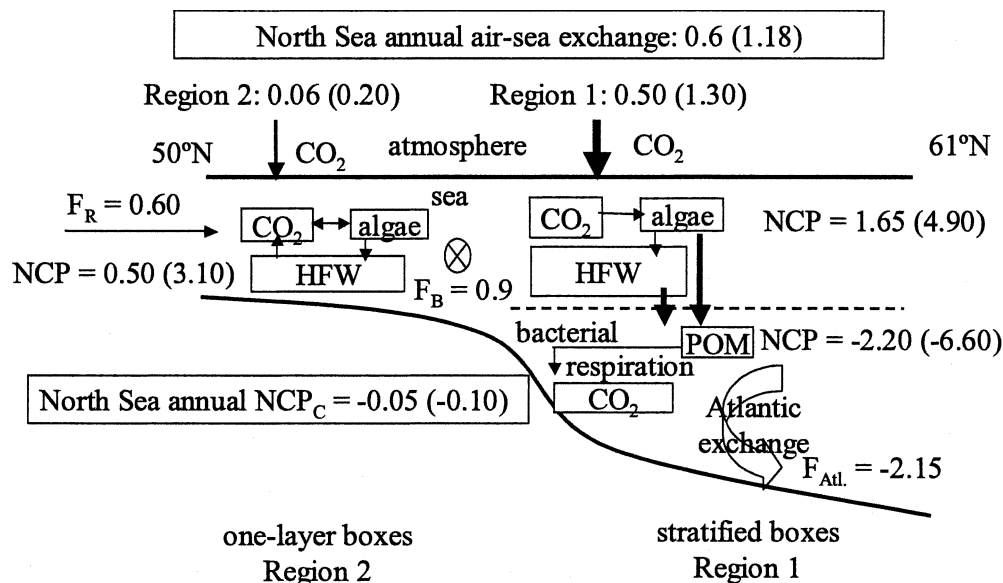 North Sea annual air-sea exchange: 0.6 (1.18)
Region 2: 0.06 (0.20)
Region 1: 0.50 (1.30)
50ºN
CO₂
atmosphere
CO₂
61ºN
sea
F_R = 0.60
CO₂
algae
CO₂
algae
NCP = 1.65 (4.90)
NCP = 0.50 (3.10)
HFW
F_B = 0.9
HFW
bacterial
respiration
POM
NCP = -2.20 (-6.60)
CO₂
North Sea annual NCP_C = -0.05 (-0.10)
Atlantic
exchange
F_Atl. = -2.15
one-layer boxes
Region 2
stratified boxes
Region 1